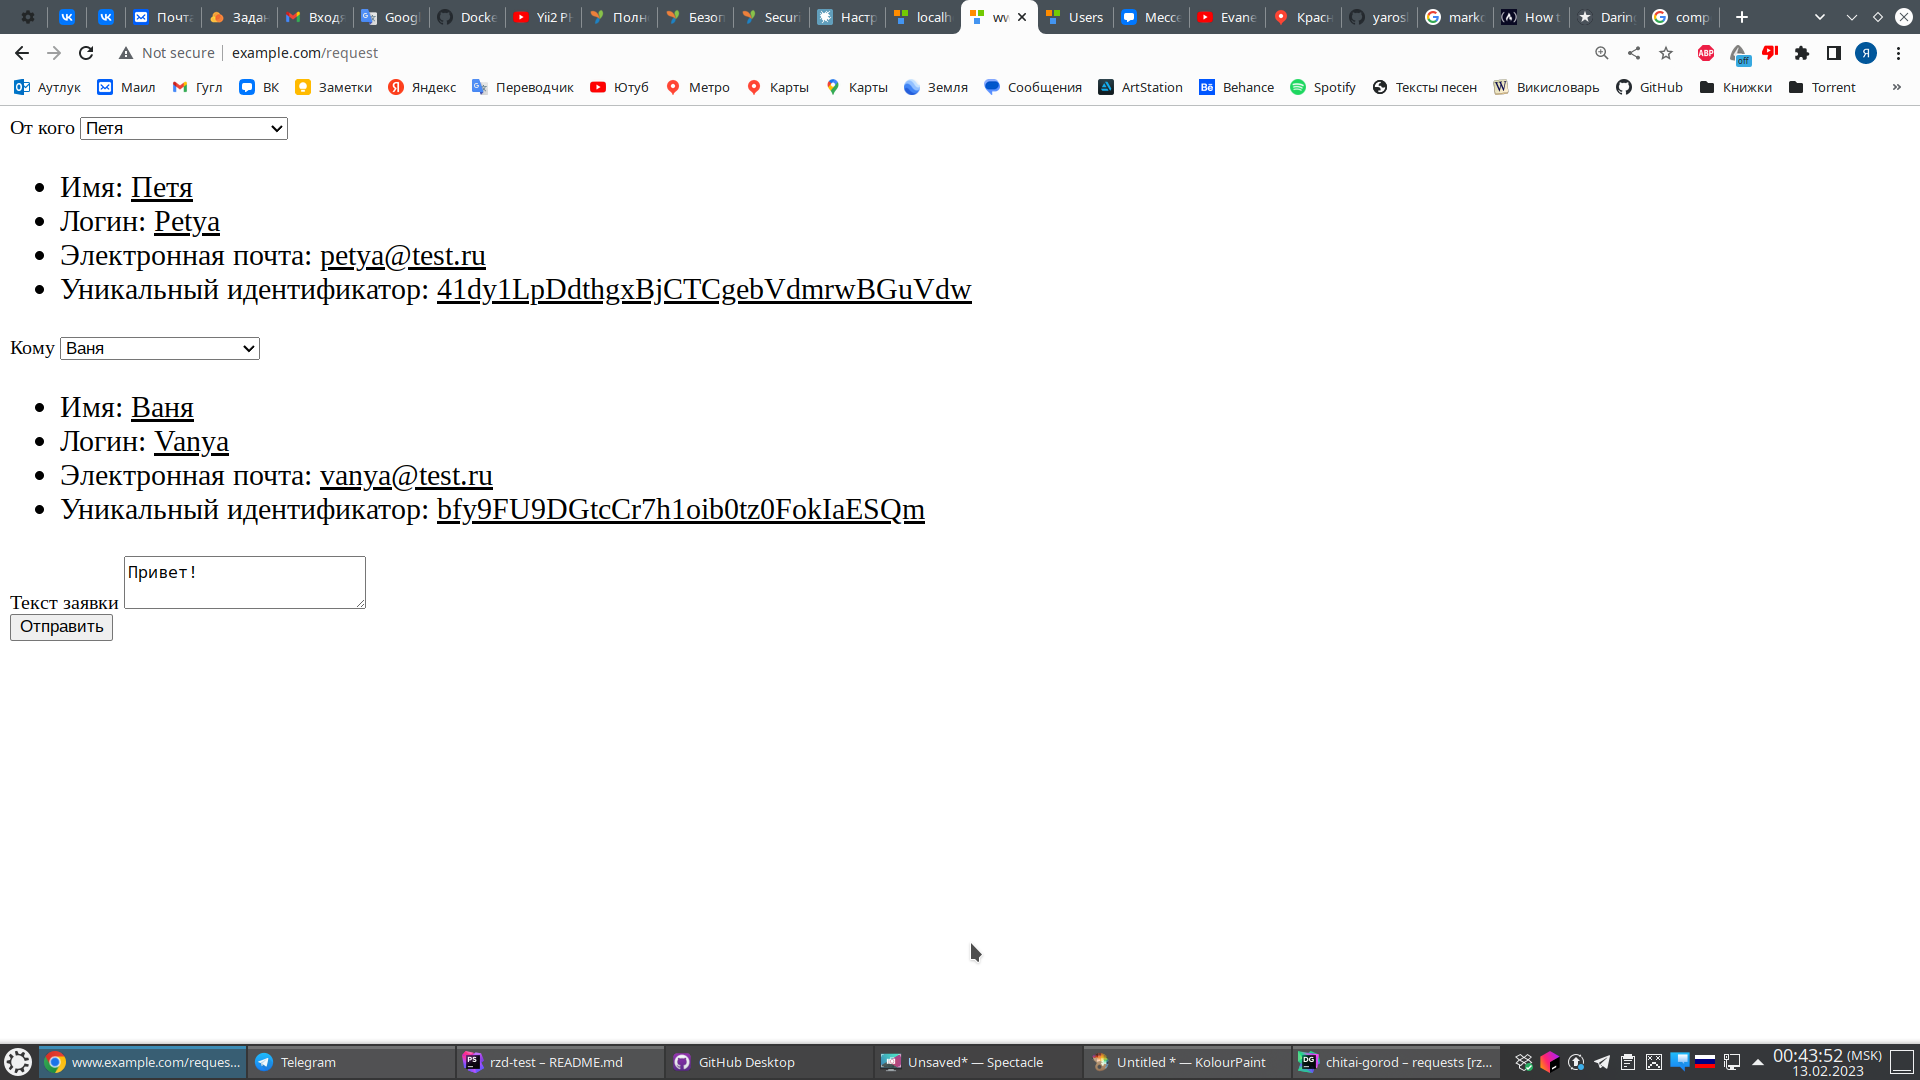 Почта Задан Входя Googl Docke Yii2 PH Полн Безоп Securi Настр localh ww Users Мессе Evane Красн yarosl marko How t Daring comp
Not secure example.com/request
Аутлук Маил Гугл ВК Заметки Яндекс Переводчик Ютуб Метро Карты Карты Земля Сообщения ArtStation Behance Spotify Тексты песен Викисловарь GitHub Книжки Torrent »
От кого Петя
Имя: Петя
Логин: Petya
Электронная почта: petya@test.ru
Уникальный идентификатор: 41dy1LpDdthgxBjCTCgebVdmrwBGuVdw
Кому Ваня
Имя: Ваня
Логин: Vanya
Электронная почта: vanya@test.ru
Уникальный идентификатор: bfy9FU9DGtcCr7h1oib0tz0FokIaESQm
Текст заявки Привет!
Отправить
www.example.com/reques... Telegram rzd-test – README.md GitHub Desktop Unsaved* — Spectacle Untitled * — KolourPaint chitai-gorod – requests [rz... 00:43:52 (MSK)
13.02.2023